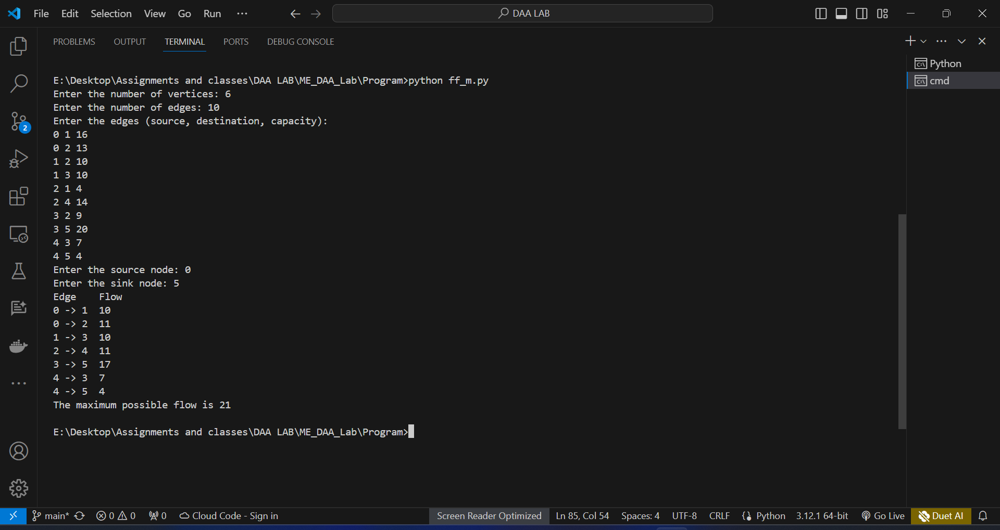 File Edit Selection View Go Run ... DAA LAB
PROBLEMS OUTPUT TERMINAL PORTS DEBUG CONSOLE
Python
cmd
2
E:\Desktop\Assignments and classes\DAA LAB\ME_DAA_Lab\Program>python ff_m.py
Enter the number of vertices: 6
Enter the number of edges: 10
Enter the edges (source, destination, capacity):
0 1 16
0 2 13
1 2 10
1 3 10
2 1 4
2 4 14
3 2 9
3 5 20
4 3 7
4 5 4
Enter the source node: 0
Enter the sink node: 5
Edge    Flow
0 -> 1  10
0 -> 2  11
1 -> 3  10
2 -> 4  11
3 -> 5  17
4 -> 3  7
4 -> 5  4
The maximum possible flow is 21
E:\Desktop\Assignments and classes\DAA LAB\ME_DAA_Lab\Program>
main* 0 0 0 Cloud Code - Sign in Screen Reader Optimized Ln 85, Col 54 Spaces: 4 UTF-8 CRLF Python 3.12.1 64-bit Go Live Duet AI